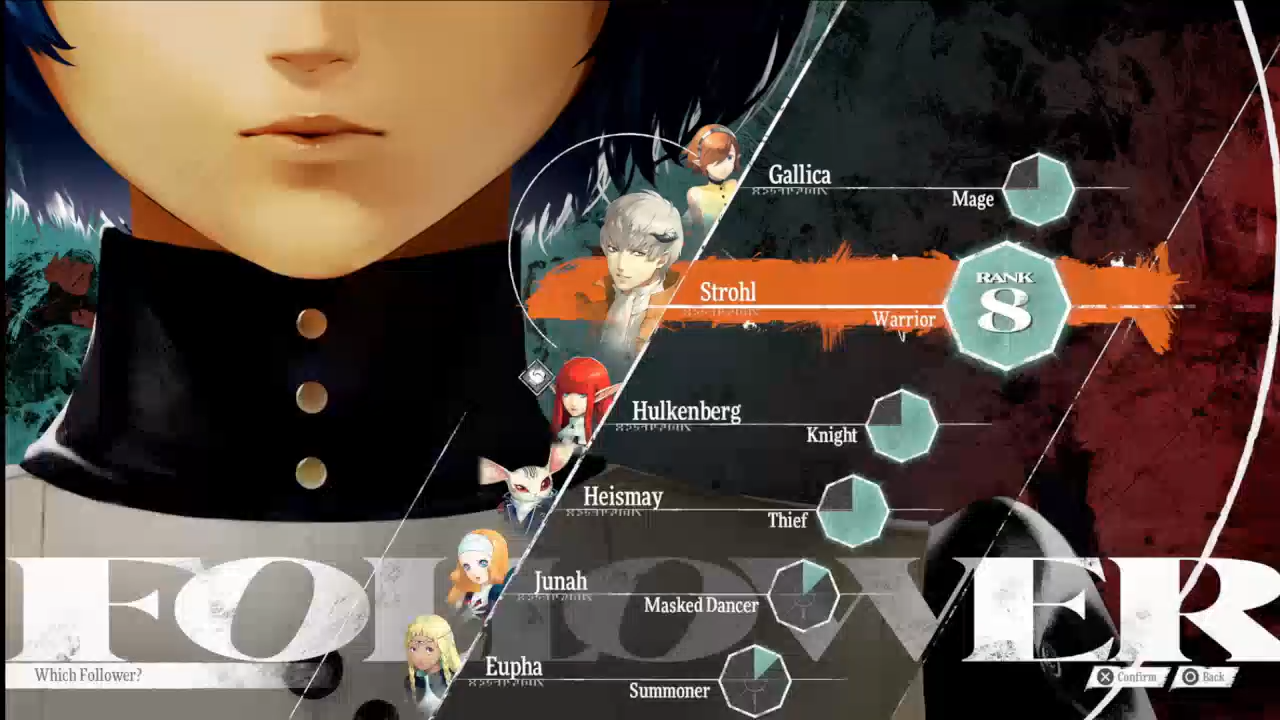 Gallica
Mage
RANK
8
Strohl
Warrior
Hulkenberg
Knight
Heismay
Thief
Junah
Masked Dancer
Eupha
Summoner
FOLLOWER
Which Follower?
Confirm
Back